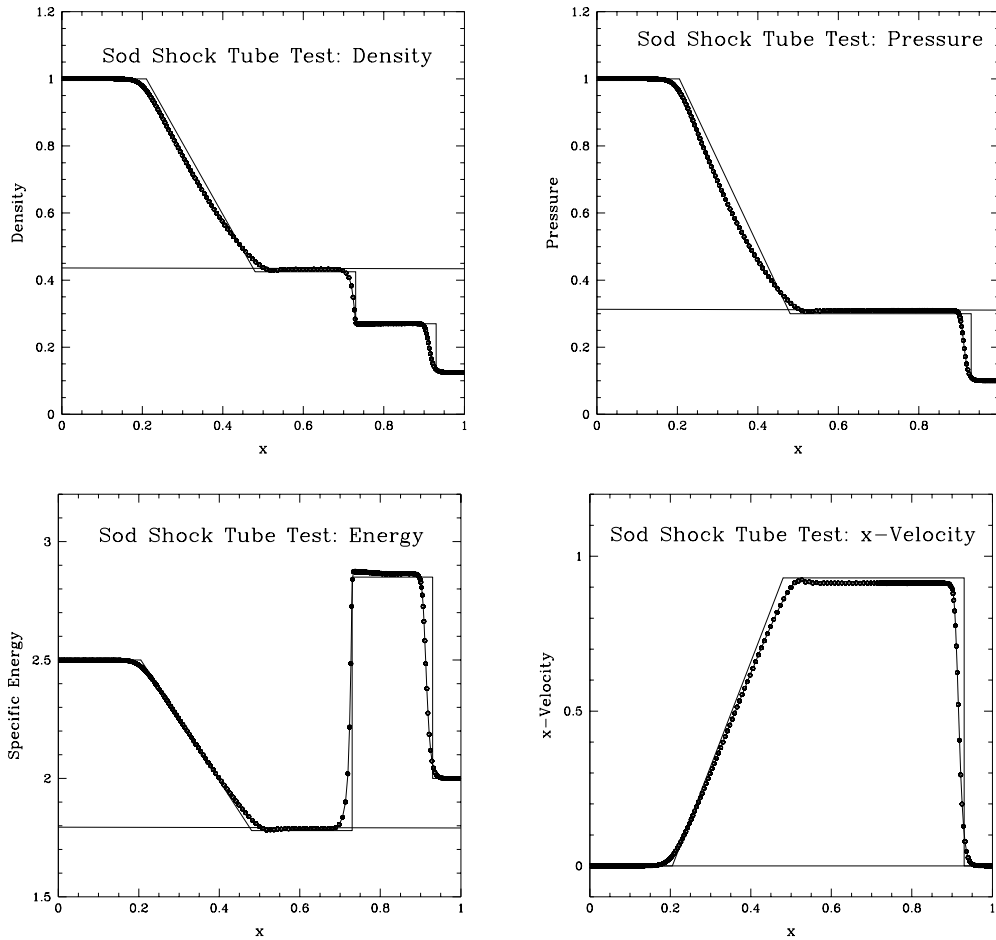 Sod Shock Tube Test: Density
1.2
1
0.8
0.6
0.4
0.2
0
Density
0 0.2 0.4 0.6 0.8 1
x
Sod Shock Tube Test: Pressure
1.2
1
0.8
0.6
0.4
0.2
0
Pressure
0 0.2 0.4 0.6 0.8
x
Sod Shock Tube Test: Energy
3
2.5
2
1.5
Specific Energy
0 0.2 0.4 0.6 0.8 1
x
Sod Shock Tube Test: x-Velocity
1
0.5
0
x-Velocity
0 0.2 0.4 0.6 0.8 1
x